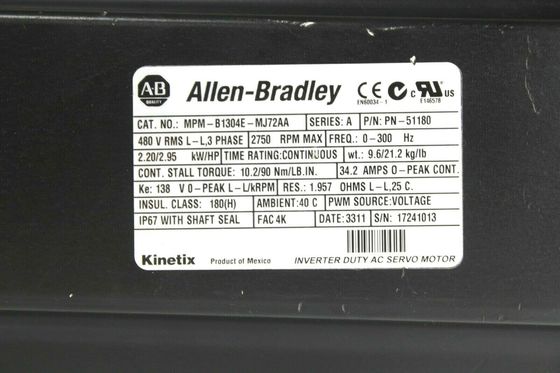 AB QUALITY Allen-Bradley CE EN60034-1 N c RU US E146578
CAT. NO.: MPM-B1304E-MJ72AA SERIES: A P/N: PN-51180
480 V RMS L-L,3 PHASE 2750 RPM MAX FREQ.: 0-300 Hz
2.20/2.95 kW/HP TIME RATING:CONTINUOUS wt.: 9.6/21.2 kg/lb
CONT. STALL TORQUE: 10.2/90 Nm/LB.IN. 34.2 AMPS 0-PEAK CONT.
Ke: 138 V 0-PEAK L-L/kRPM RES.: 1.957 OHMS L-L,25 C.
INSUL. CLASS: 180(H) AMBIENT:40 C PWM SOURCE:VOLTAGE
IP67 WITH SHAFT SEAL FAC 4K DATE:3311 S/N: 17241013
Kinetix Product of Mexico INVERTER DUTY AC SERVO MOTOR